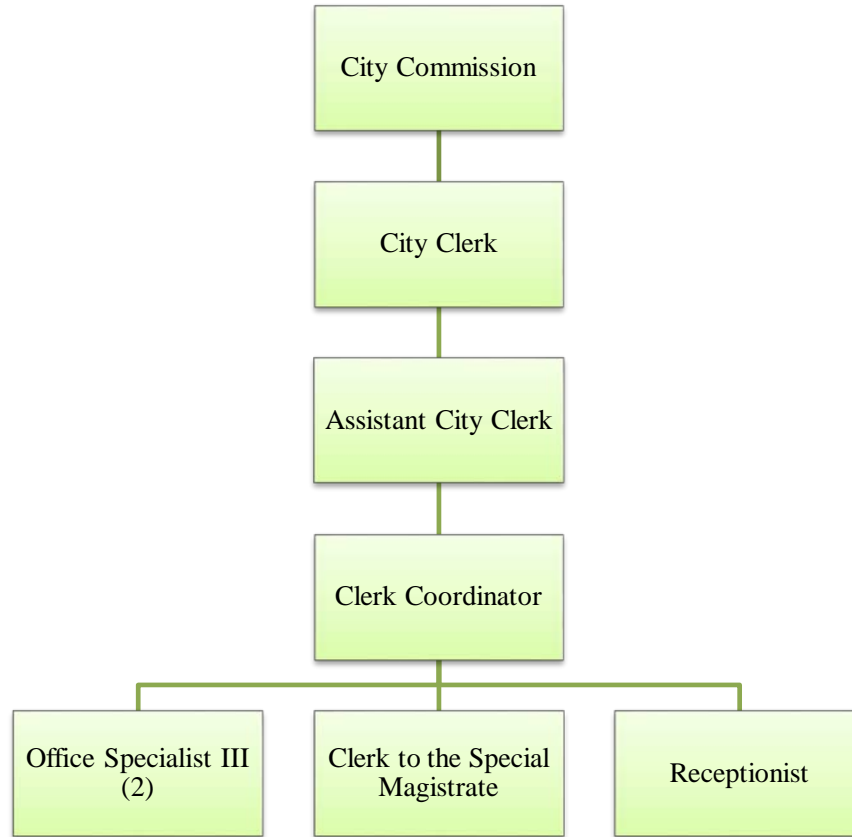 City Commission
City Clerk
Assistant City Clerk
Clerk Coordinator
Office Specialist III
(2)
Clerk to the Special
Magistrate
Receptionist